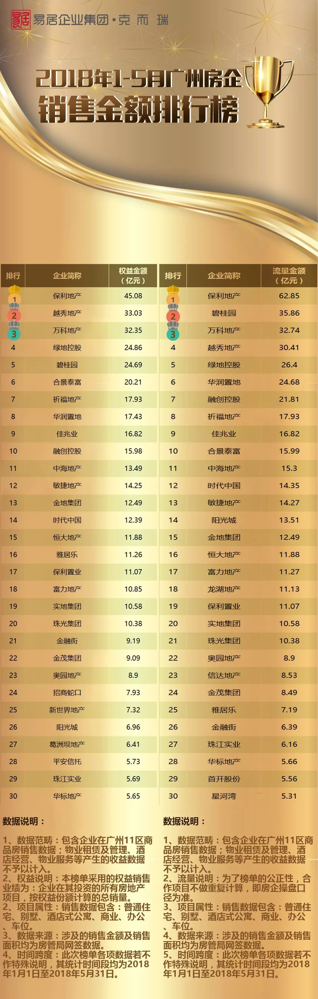 易居 易居企业集团·克而瑞
2018年1-5月广州房企
销售金额排行榜
排行 企业简称 权益金额（亿元） 排行 企业简称 流量金额（亿元）
1 保利地产 45.08 1 保利地产 62.85
2 越秀地产 33.03 2 碧桂园 35.86
3 万科地产 32.35 3 万科地产 32.74
4 绿地控股 24.86 4 越秀地产 30.41
5 碧桂园 24.69 5 绿地控股 26.4
6 合景泰富 20.21 6 华润置地 24.68
7 祈福地产 17.93 7 融创控股 21.81
8 华润置地 17.43 8 祈福地产 17.93
9 佳兆业 16.82 9 佳兆业 16.82
10 融创控股 15.98 10 合景泰富 15.99
11 中海地产 13.49 11 中海地产 15.3
12 敏捷地产 14.25 12 时代中国 14.35
13 金地集团 12.49 13 敏捷地产 14.27
14 时代中国 12.39 14 阳光城 13.51
15 恒大地产 11.88 15 金地集团 12.49
16 雅居乐 11.26 16 恒大地产 11.88
17 保利置业 11.07 17 富力地产 11.27
18 富力地产 10.85 18 龙湖地产 11.13
19 实地集团 10.58 19 保利置业 11.07
20 珠光集团 10.38 20 实地集团 10.58
21 金融街 9.19 21 珠光集团 10.38
22 金茂集团 9.09 22 奥园地产 8.9
23 奥园地产 8.9 23 信达地产 8.53
24 招商蛇口 7.93 24 金茂集团 8.49
25 新世界地产 7.32 25 雅居乐 7.19
26 阳光城 6.96 26 金融街 6.39
27 葛洲坝地产 6.41 27 珠江实业 6.16
28 平安信托 5.73 28 华标地产 5.66
29 珠江实业 5.69 29 首开股份 5.56
30 华标地产 5.65 30 星河湾 5.31
数据说明：
1、数据范畴：包含企业在广州11区商
品房销售数据；物业租赁及管理、酒
店经营、物业服务等产生的收益数据
不予以计入。
2、权益说明：本榜单采用的权益销售
业绩为：企业在其投资的所有房地产
项目，按权益份额计算的总销量。
2、项目属性：销售数据包含：普通住
宅、别墅、酒店式公寓、商业、办公
、车位。
3、数据来源：涉及的销售金额及销售
面积均为房管局网签数据。
4、时间跨度：此次榜单各项数据若不
作特殊说明，其统计时间段均为2018
年1月1日至2018年5月31日。
数据说明：
1、数据范畴：包含企业在广州11区商
品房销售数据；物业租赁及管理、酒
店经营、物业服务等产生的收益数据
不予以计入。
2、流量说明：为了榜单的公正性，合
作项目不做重复计算，即房企操盘口
径为准。
3、项目属性：销售数据包含：普通住
宅、别墅、酒店式公寓、商业、办公
、车位。
4、数据来源：涉及的销售金额及销售
面积均为房管局网签数据。
5、时间跨度：此次榜单各项数据若不
作特殊说明，其统计时间段均为2018
年1月1日至2018年5月31日。